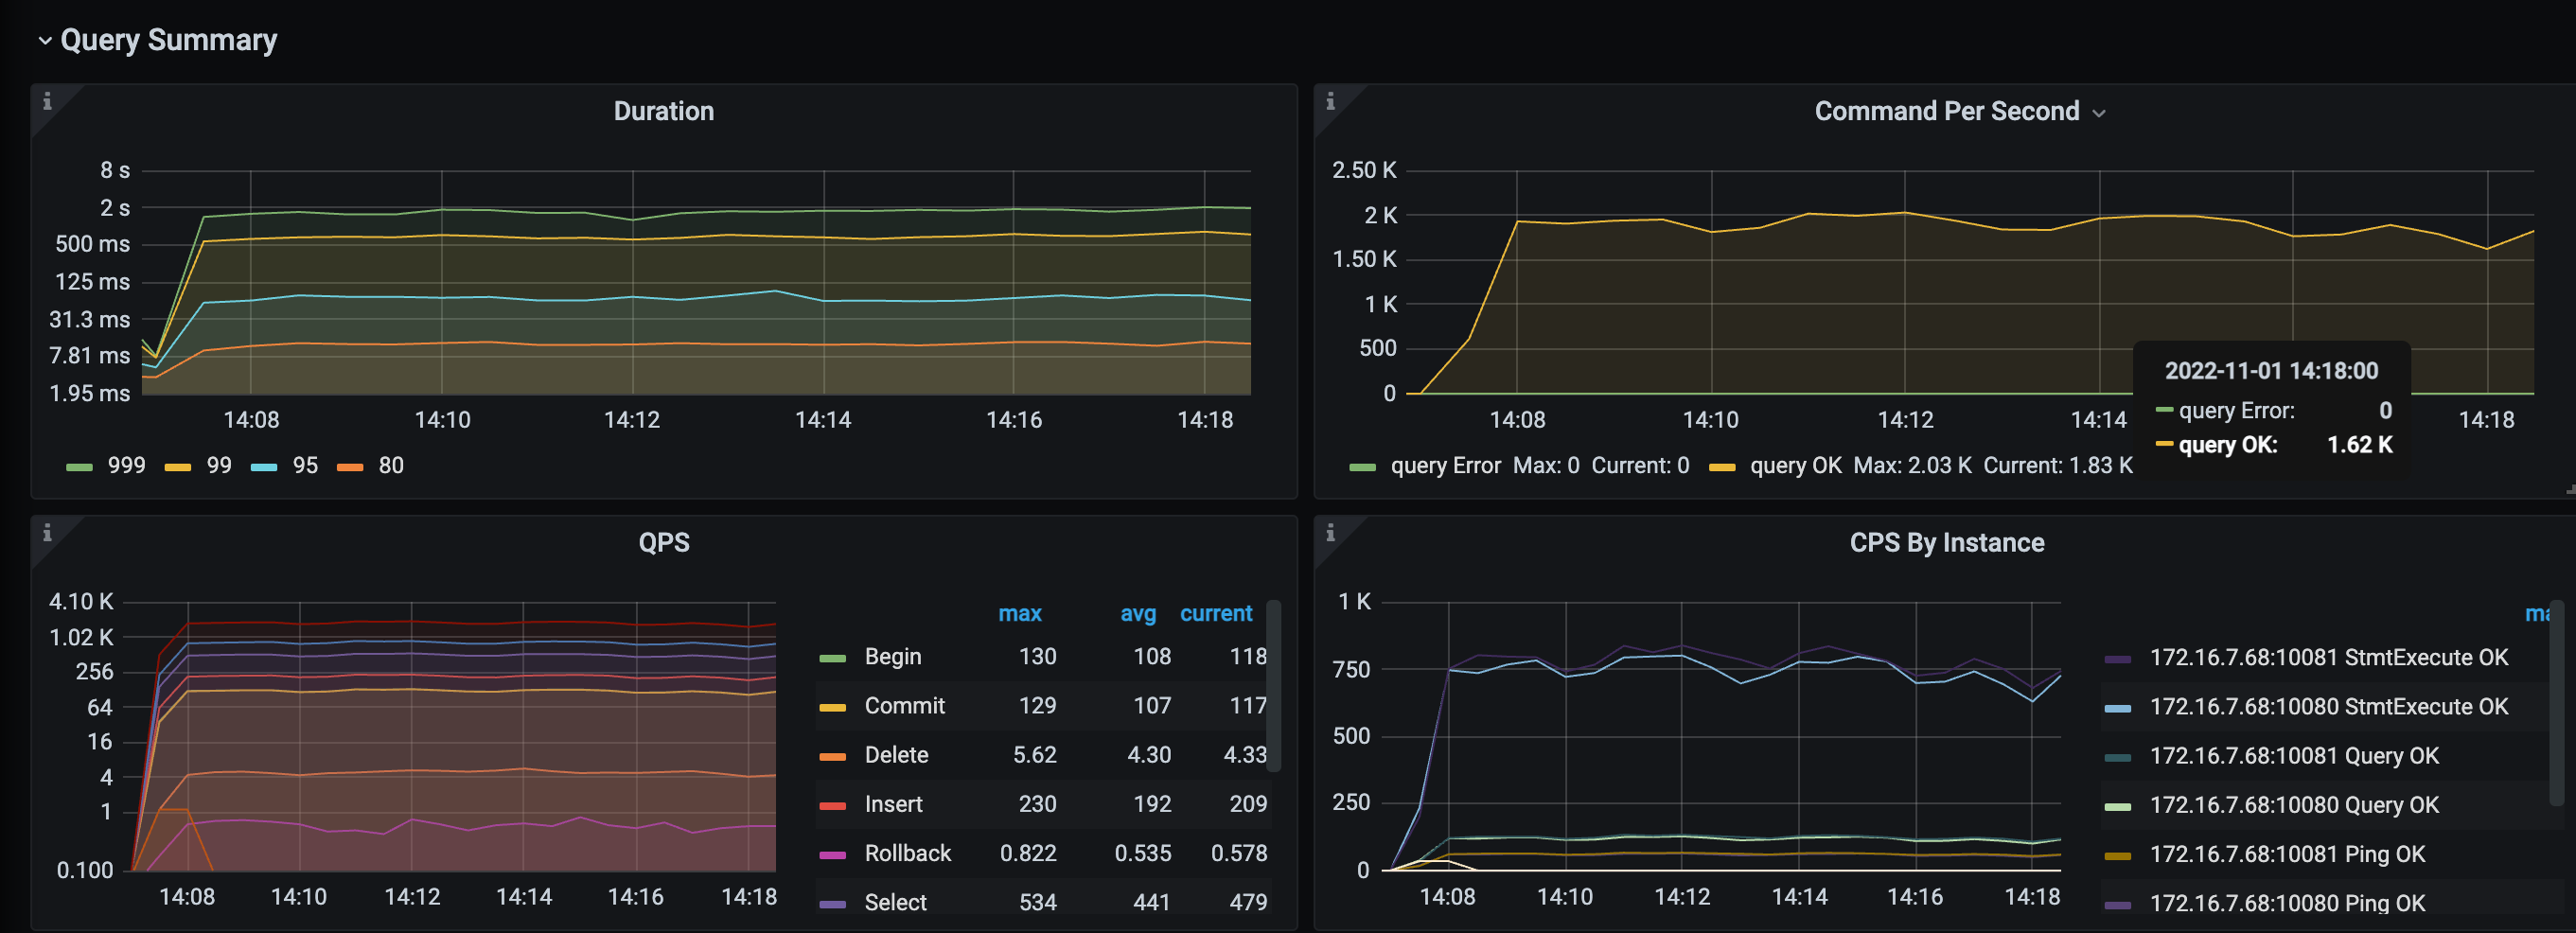 Query Summary
Duration
8 s
2 s
500 ms
125 ms
31.3 ms
7.81 ms
1.95 ms
14:08 14:10 14:12 14:14 14:16 14:18
999 99 95 80
Command Per Second
2.50 K
2 K
1.50 K
1 K
500
0
14:08 14:10 14:12 14:14 14:18
2022-11-01 14:18:00
query Error: 0
query OK: 1.62 K
query Error Max: 0 Current: 0 query OK Max: 2.03 K Current: 1.83 K
QPS
4.10 K
1.02 K
256
64
16
4
1
0.100
14:08 14:10 14:12 14:14 14:16 14:18
max avg current
Begin 130 108 118
Commit 129 107 117
Delete 5.62 4.30 4.33
Insert 230 192 209
Rollback 0.822 0.535 0.578
Select 534 441 479
CPS By Instance
1 K
750
500
250
0
14:08 14:10 14:12 14:14 14:16 14:18
ma
172.16.7.68:10081 StmtExecute OK
172.16.7.68:10080 StmtExecute OK
172.16.7.68:10081 Query OK
172.16.7.68:10080 Query OK
172.16.7.68:10081 Ping OK
172.16.7.68:10080 Ping OK